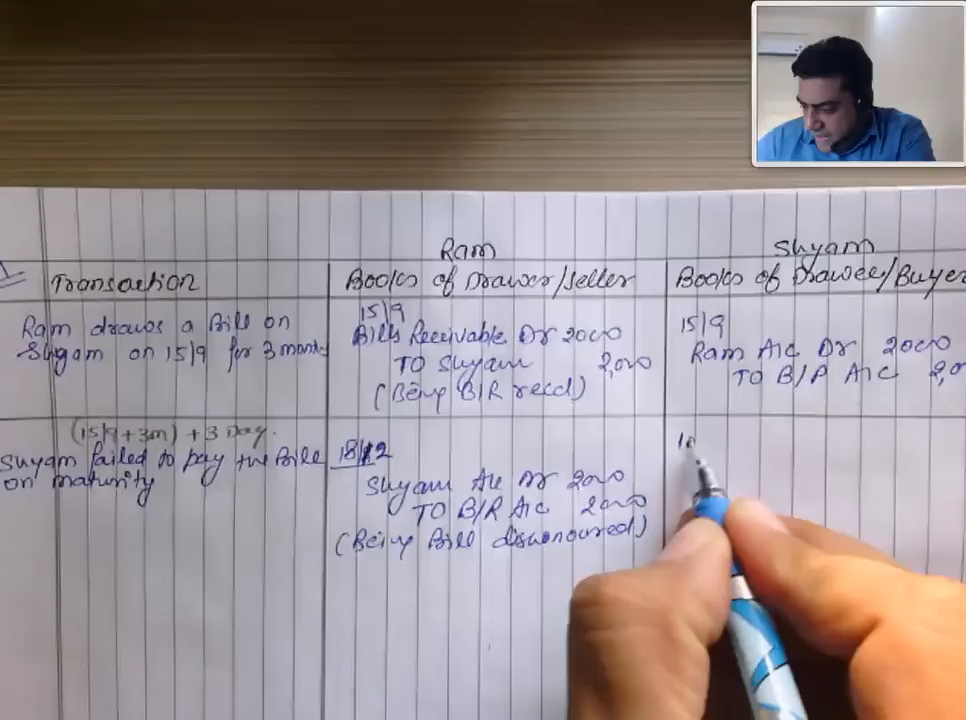 Ram
Shyam
Transaction
Books of Drawer/Seller
Books of Drawee/Buyer
Ram draws a Bill on
Shyam on 15/9 for 3 months
15/9
Bills Receivable Dr 2000
TO Shyam 2,000
(Being B/R recd)
15/9
Ram A/c Dr 2000
TO B/P A/C
(15/9+3m) + 3 Day.
Shyam failed to pay the Bill
on maturity
18/12
Shyam A/c Dr 2000
TO B/R A/C 2000
(Being Bill dishonoured)